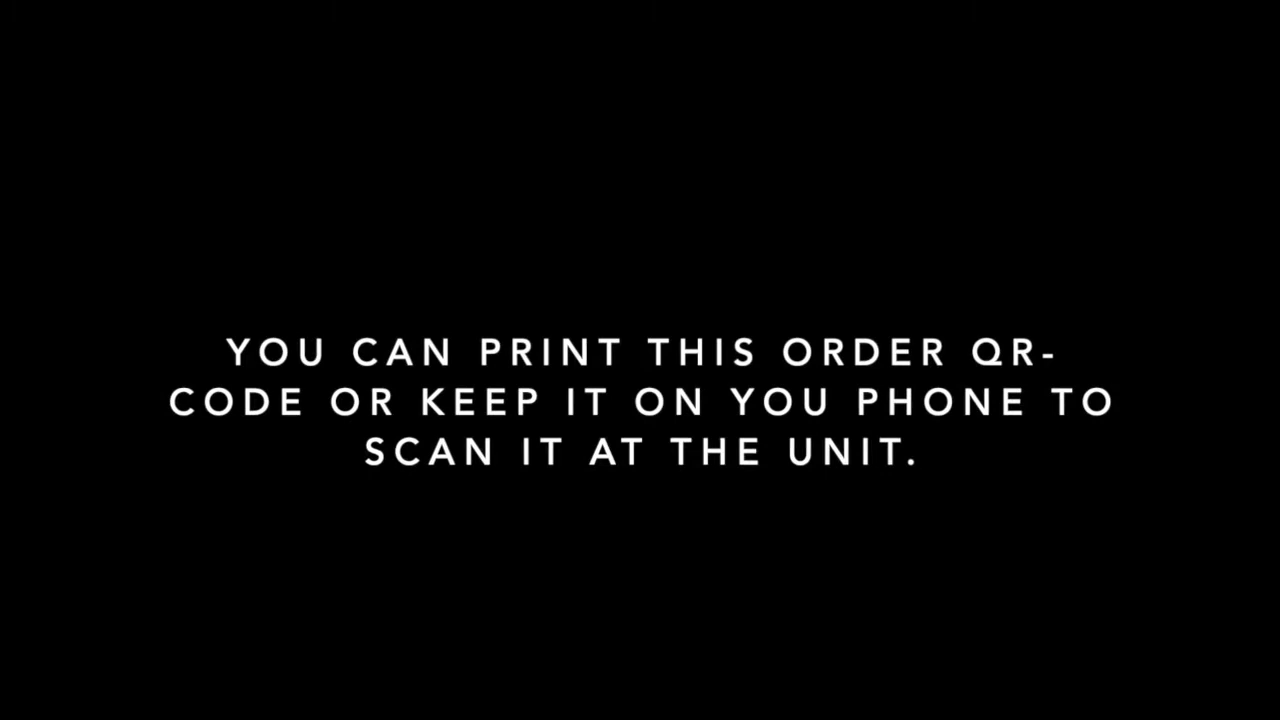 YOU CAN PRINT THIS ORDER QR-
CODE OR KEEP IT ON YOU PHONE TO
SCAN IT AT THE UNIT.